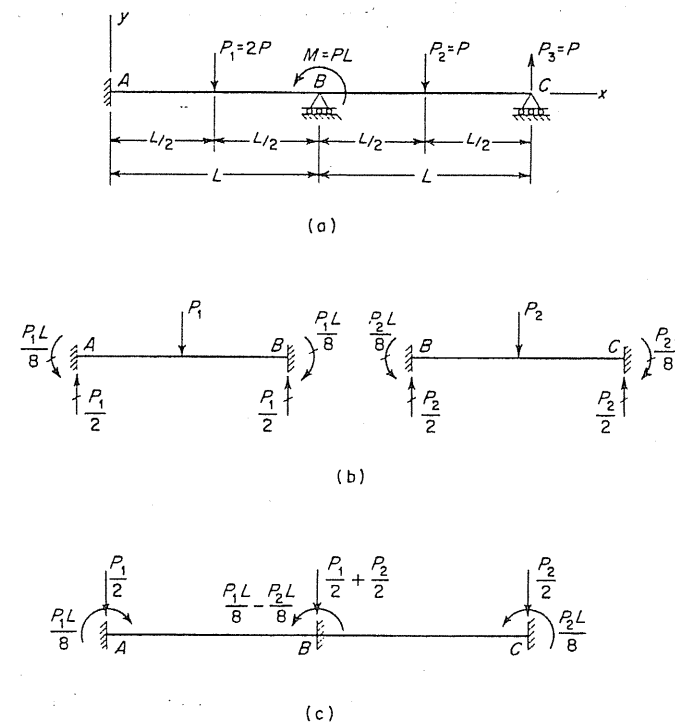 y
P₁=2P M=PL P₂=P P₃=P
A B C x
L/2 L/2 L/2 L/2
L L
(a)
P₁ P₂
P₁L/8 A B P₁L/8 P₂L/8 B C P₂/8
P₁/2 P₁/2 P₂/2 P₂/2
(b)
P₁/2 P₁/2 + P₂/2 P₂/2
P₁L/8 P₁L/8 - P₂L/8 P₂L/8
A B C
(c)